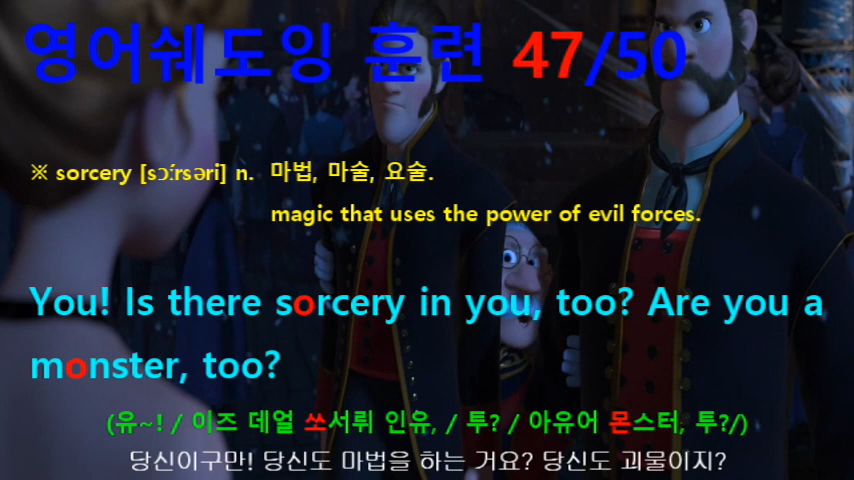 영어쉐도잉 훈련 47/50
※ sorcery [sɔ́ːrsəri] n. 마법, 마술, 요술.
magic that uses the power of evil forces.
You! Is there sorcery in you, too? Are you a
monster, too?
(유~! / 이즈 데얼 쏘서뤼 인유, / 투? / 아유어 몬스터, 투?/)
당신이구만! 당신도 마법을 하는 거요? 당신도 괴물이지?